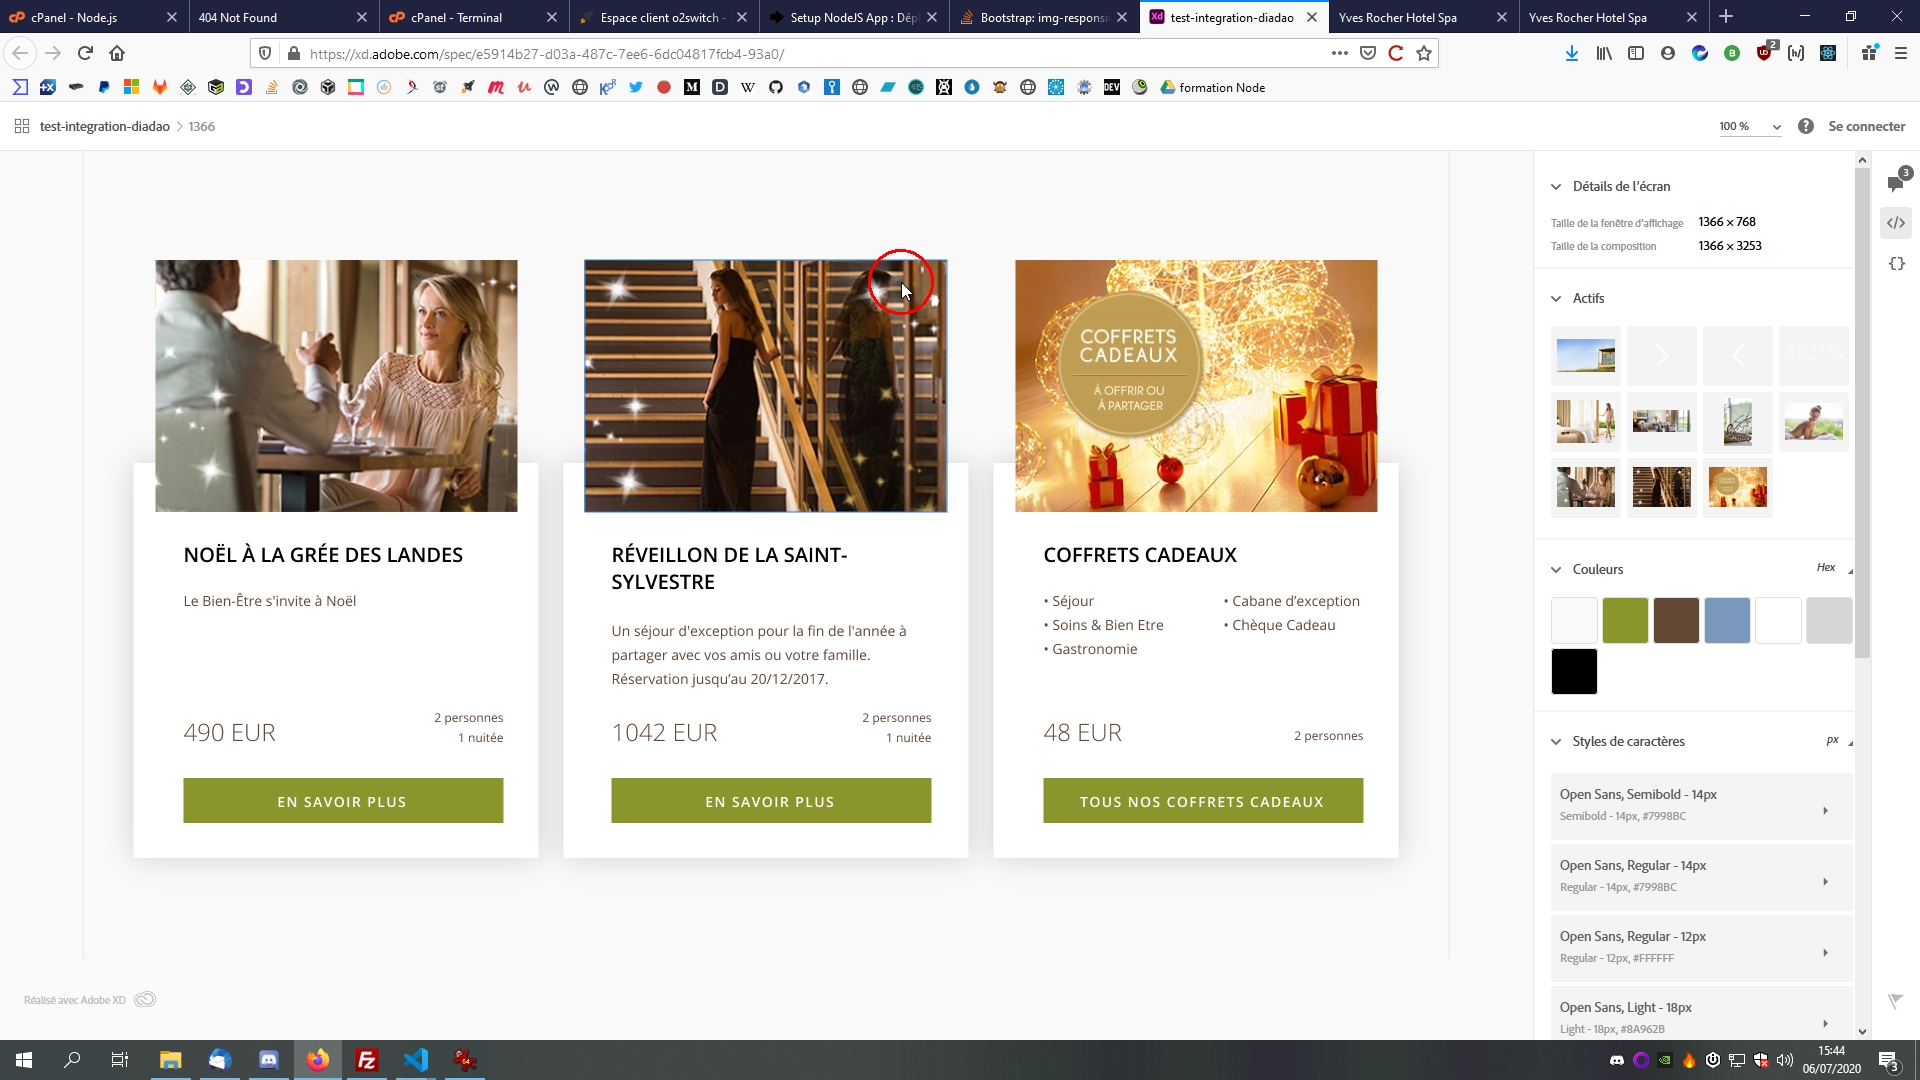 cPanel - Node.js
404 Not Found
cPanel - Terminal
Espace client o2switch -
Setup NodeJS App : Dépl
Bootstrap: img-responsi
test-integration-diadao
Yves Rocher Hotel Spa
Yves Rocher Hotel Spa
https://xd.adobe.com/spec/e5914b27-d03a-487c-7ee6-6dc04817fcb4-93a0/
formation Node
test-integration-diadao > 1366
100 %
Se connecter
COFFRETS
CADEAUX
À OFFRIR OU
À PARTAGER
NOËL À LA GRÉE DES LANDES
Le Bien-Être s'invite à Noël
490 EUR
2 personnes
1 nuitée
EN SAVOIR PLUS
RÉVEILLON DE LA SAINT-
SYLVESTRE
Un séjour d'exception pour la fin de l'année à
partager avec vos amis ou votre famille.
Réservation jusqu’au 20/12/2017.
1042 EUR
2 personnes
1 nuitée
EN SAVOIR PLUS
COFFRETS CADEAUX
• Séjour
• Soins & Bien Etre
• Gastronomie
• Cabane d’exception
• Chèque Cadeau
48 EUR
2 personnes
TOUS NOS COFFRETS CADEAUX
Réalisé avec Adobe XD
Détails de l’écran
Taille de la fenêtre d’affichage 1366 × 768
Taille de la composition 1366 × 3253
Actifs
Couleurs
Hex
Styles de caractères
px
Open Sans, Semibold - 14px
Semibold - 14px, #7998BC
Open Sans, Regular - 14px
Regular - 14px, #7998BC
Open Sans, Regular - 12px
Regular - 12px, #FFFFFF
Open Sans, Light - 18px
Light - 18px, #8A962B
3
2
15:44
06/07/2020
3